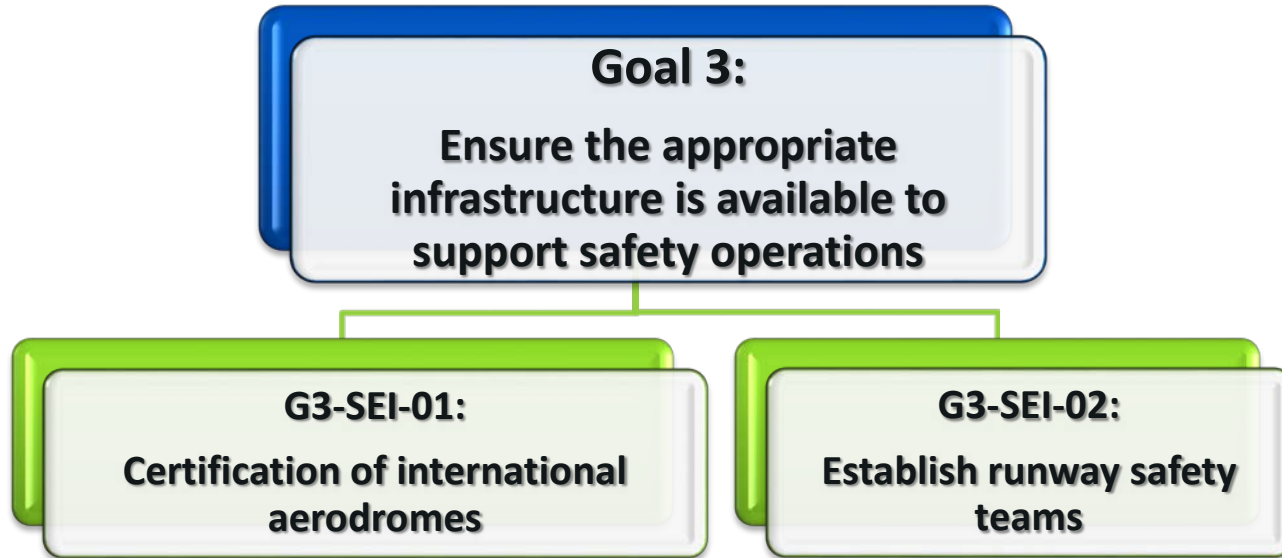 Goal 3:
Ensure the appropriate
infrastructure is available to
support safety operations
G3-SEI-01:
Certification of international
aerodromes
G3-SEI-02:
Establish runway safety
teams